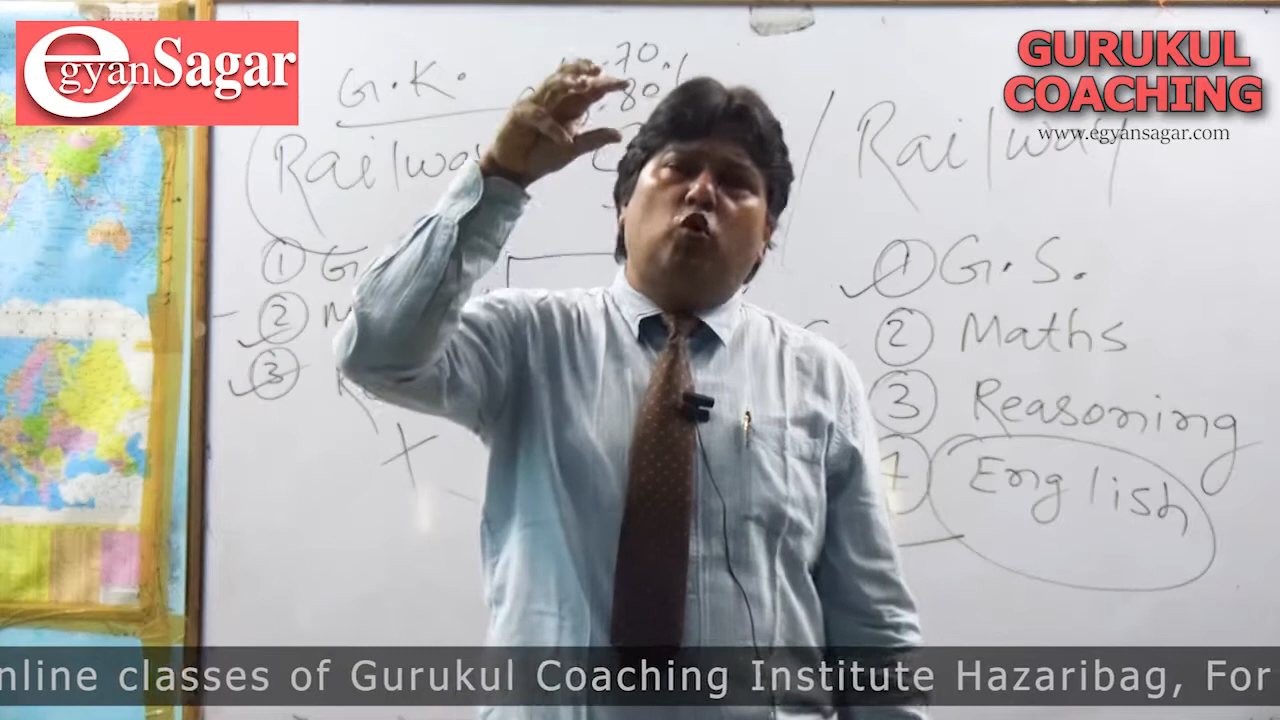 egyanSagar
GURUKUL
COACHING
www.egyansagar.com
G.K.
70.
80
Railway
① G.
②
③
/ Railway
① G.S.
② Maths
③ Reasoning
④ English
nline classes of Gurukul Coaching Institute Hazaribag, For